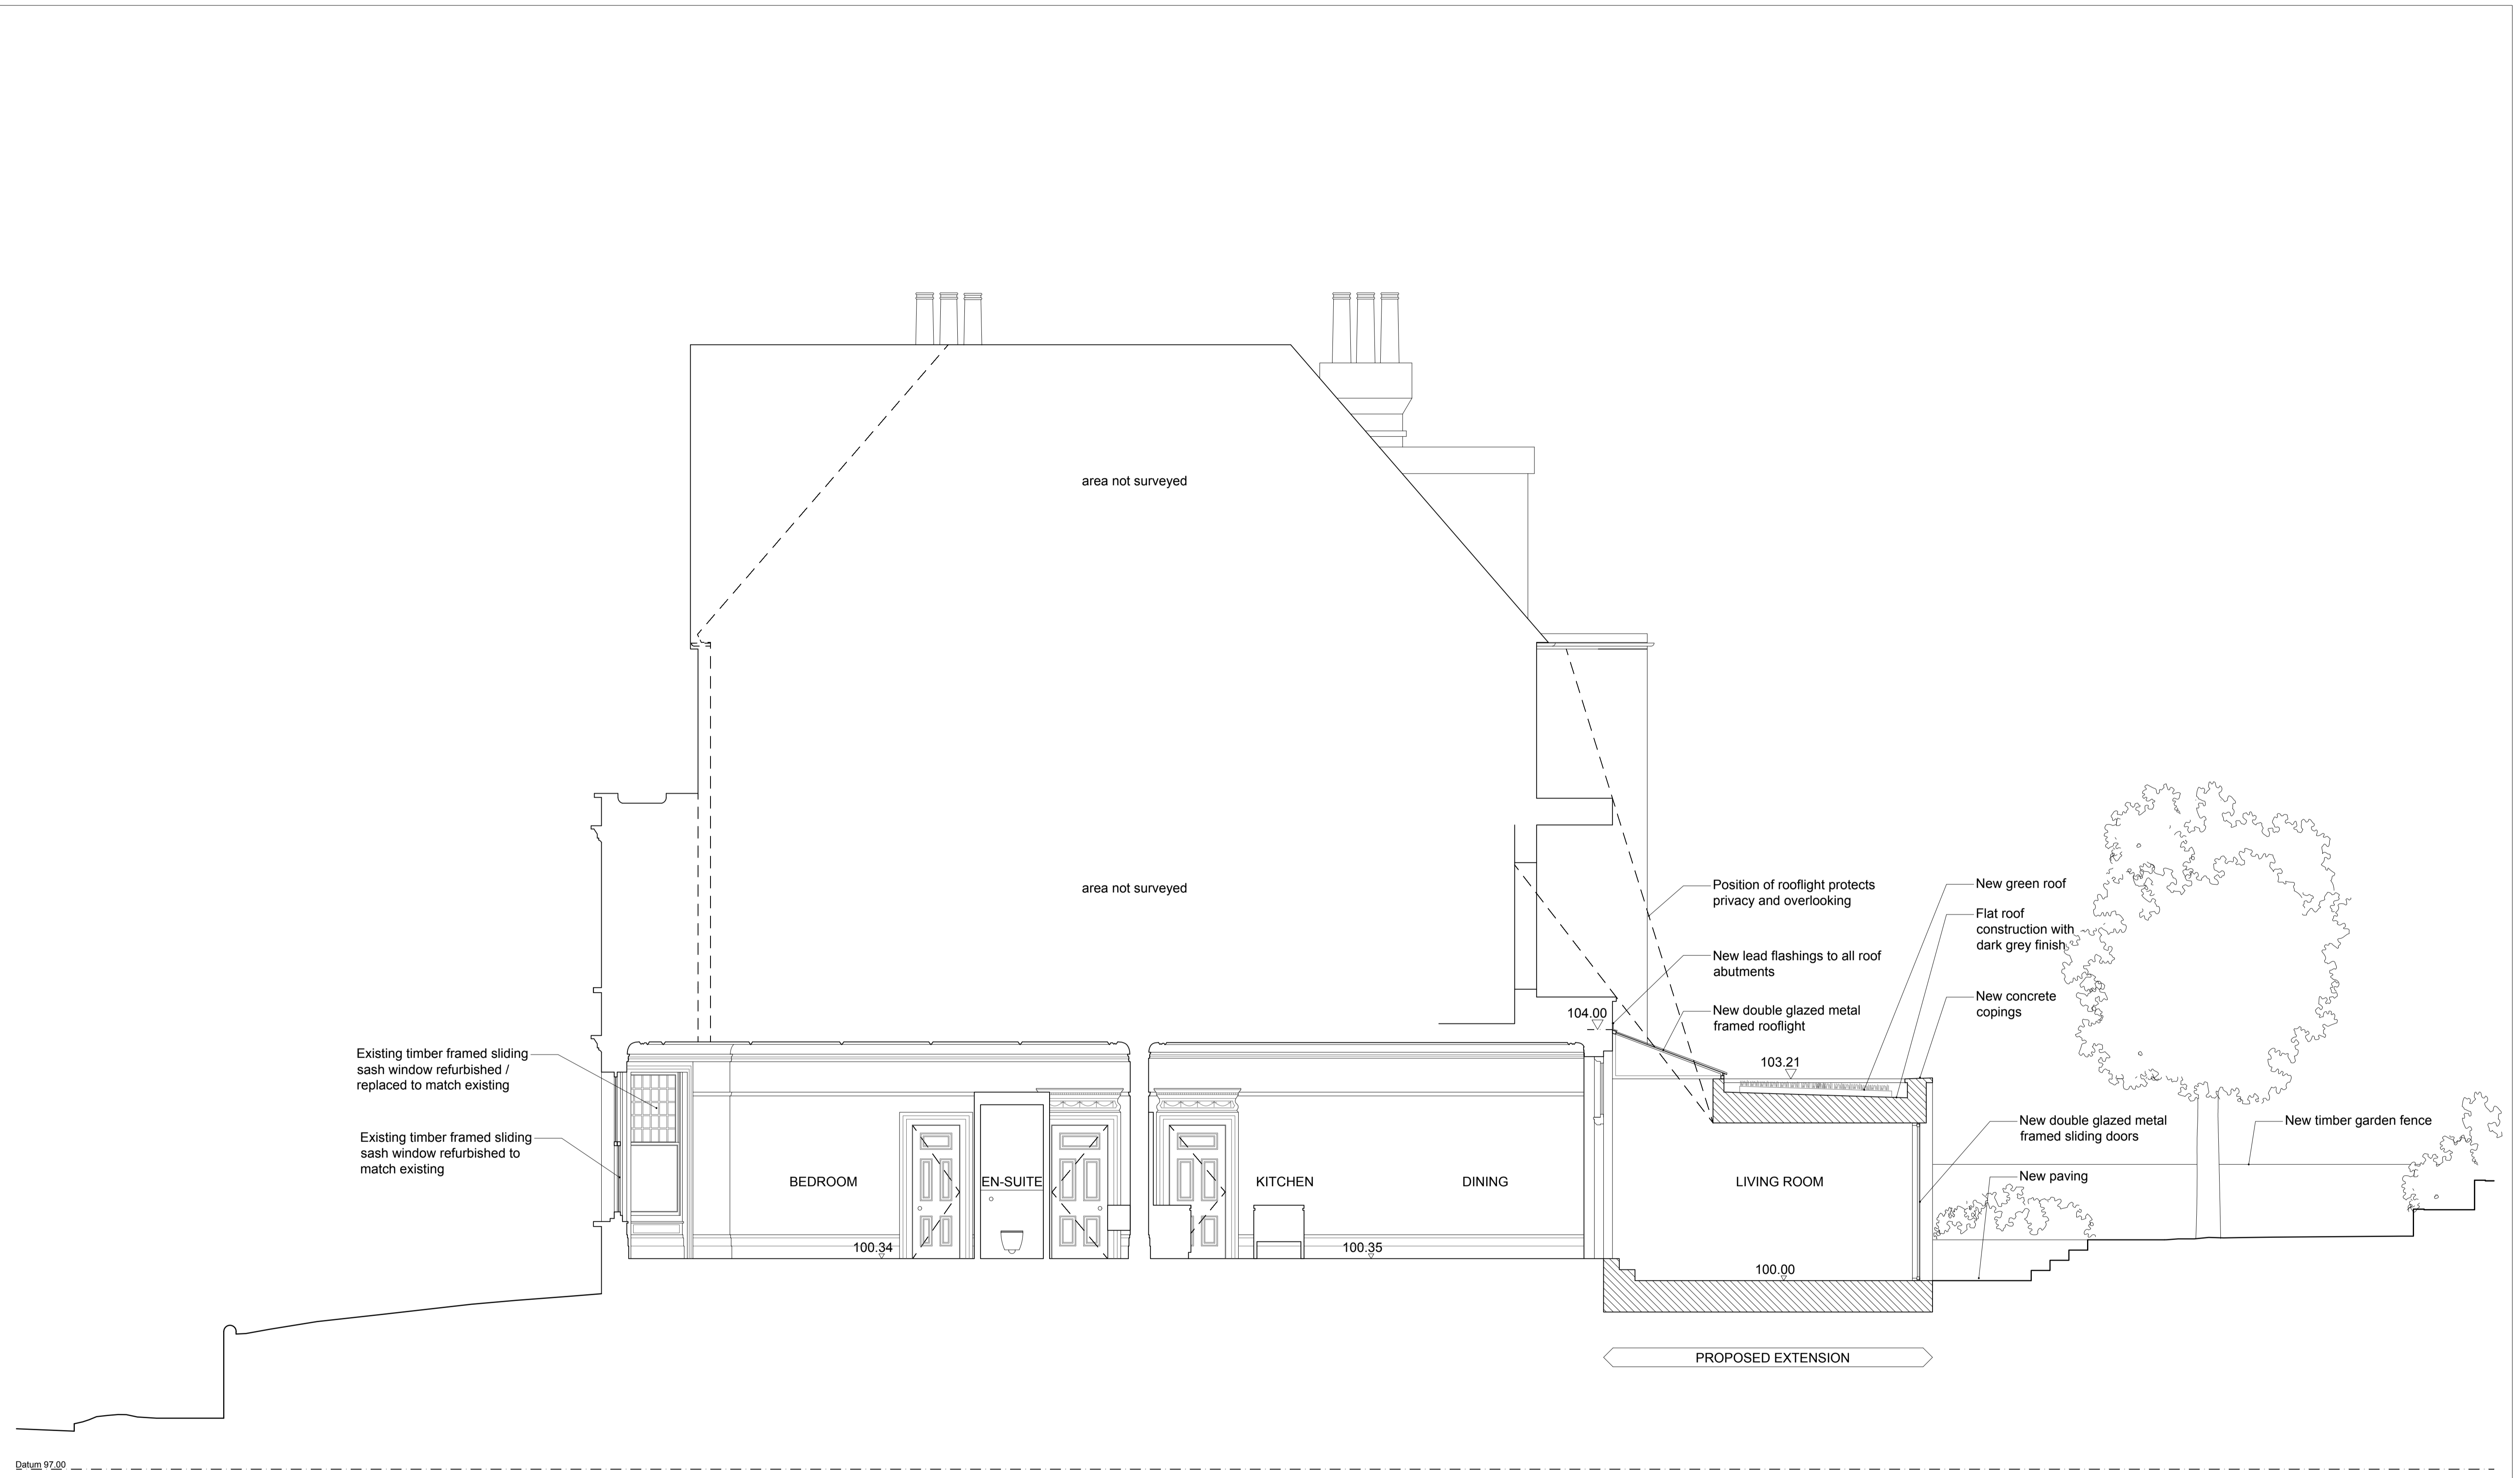 area not surveyed
area not surveyed
Position of rooflight protects
privacy and overlooking
New green roof
Flat roof
construction with
dark grey finish
New lead flashings to all roof
abutments
New concrete
copings
104.00
New double glazed metal
framed rooflight
Existing timber framed sliding
sash window refurbished /
replaced to match existing
103.21
Existing timber framed sliding
sash window refurbished to
match existing
New double glazed metal
framed sliding doors
New timber garden fence
BEDROOM
EN-SUITE
KITCHEN
DINING
LIVING ROOM
New paving
100.34
100.35
100.00
PROPOSED EXTENSION
Datum 97.00